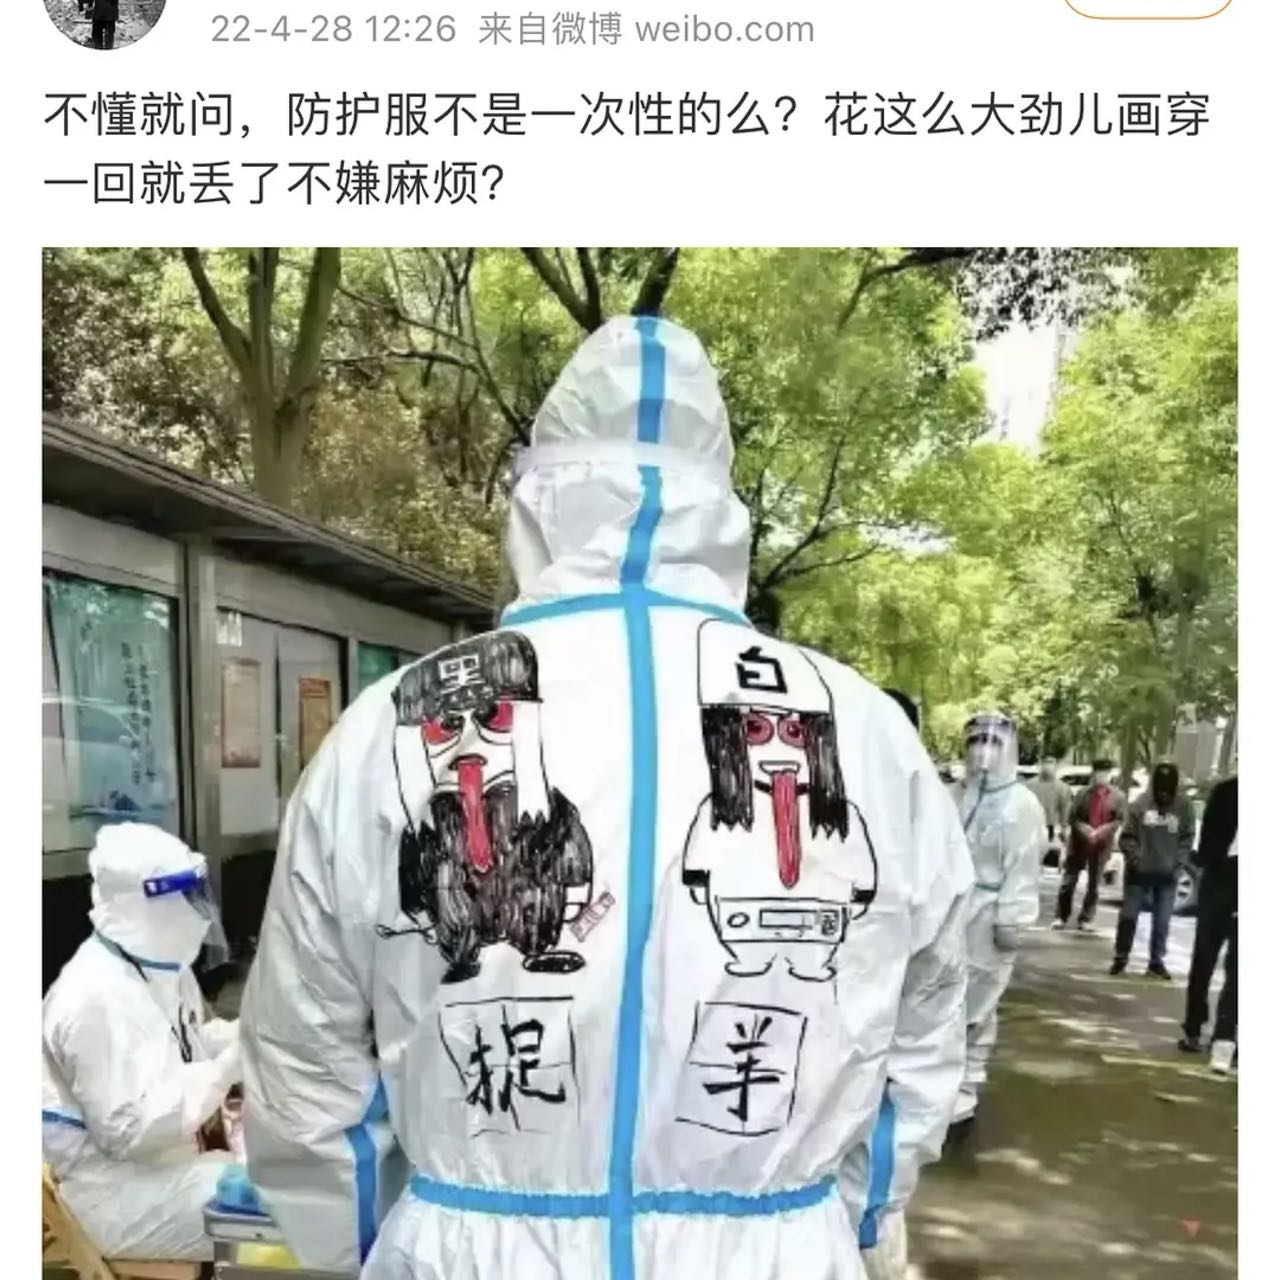 22-4-28 12:26 来自微博 weibo.com
不懂就问，防护服不是一次性的么？花这么大劲儿画穿
一回就丢了不嫌麻烦？
黑
白
捉
羊